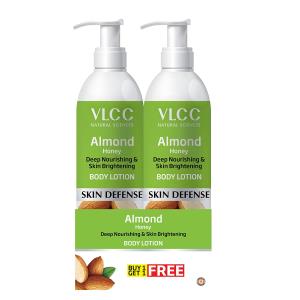 VLCC
NATURAL SCIENCES
Almond
Honey
Deep Nourishing &
Skin Brightening
BODY LOTION
SKIN DEFENSE
VLCC
NATURAL SCIENCES
Almond
Honey
Deep Nourishing &
Skin Brightening
BODY LOTION
SKIN DEFENSE
Almond
Honey
Deep Nourishing & Skin Brightening
BODY LOTION
BUY 1
GET 1
FREE